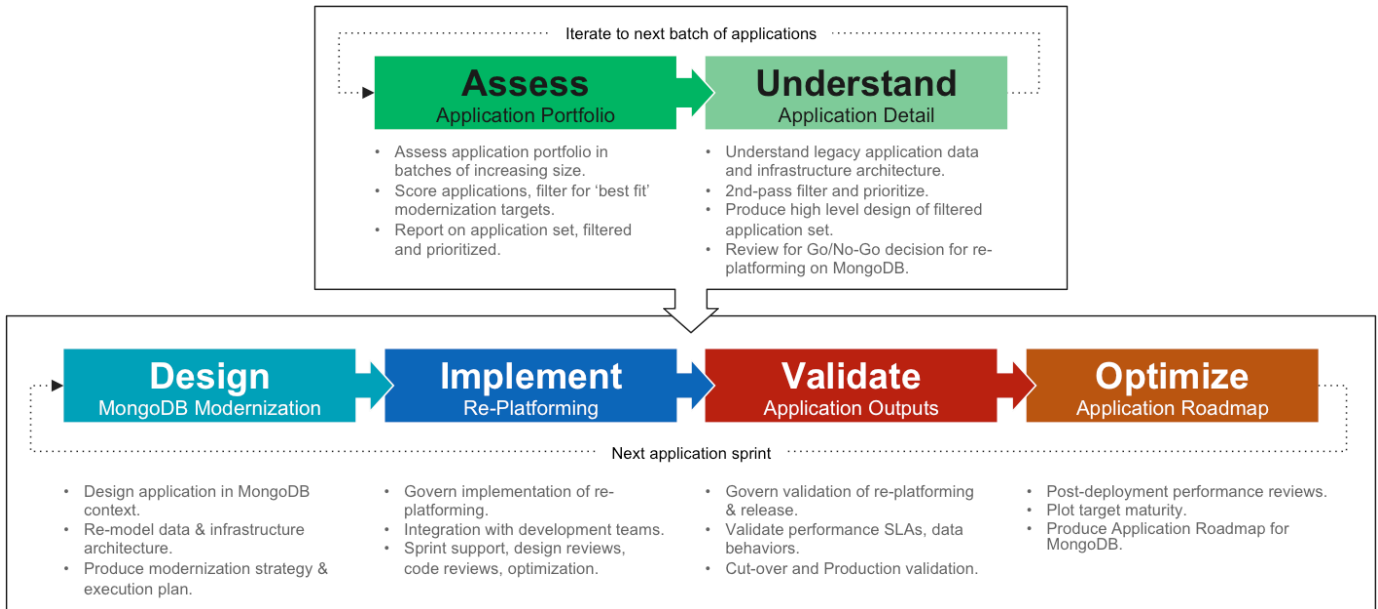 Iterate to next batch of applications
Assess
Application Portfolio
Understand
Application Detail
• Assess application portfolio in
batches of increasing size.
• Score applications, filter for ‘best fit’
modernization targets.
• Report on application set, filtered
and prioritized.
• Understand legacy application data
and infrastructure architecture.
• 2nd-pass filter and prioritize.
• Produce high level design of filtered
application set.
• Review for Go/No-Go decision for re-
platforming on MongoDB.
Design
MongoDB Modernization
Implement
Re-Platforming
Validate
Application Outputs
Optimize
Application Roadmap
Next application sprint
• Design application in MongoDB
context.
• Re-model data & infrastructure
architecture.
• Produce modernization strategy &
execution plan.
• Govern implementation of re-
platforming.
• Integration with development teams.
• Sprint support, design reviews,
code reviews, optimization.
• Govern validation of re-platforming
& release.
• Validate performance SLAs, data
behaviors.
• Cut-over and Production validation.
• Post-deployment performance reviews.
• Plot target maturity.
• Produce Application Roadmap for
MongoDB.